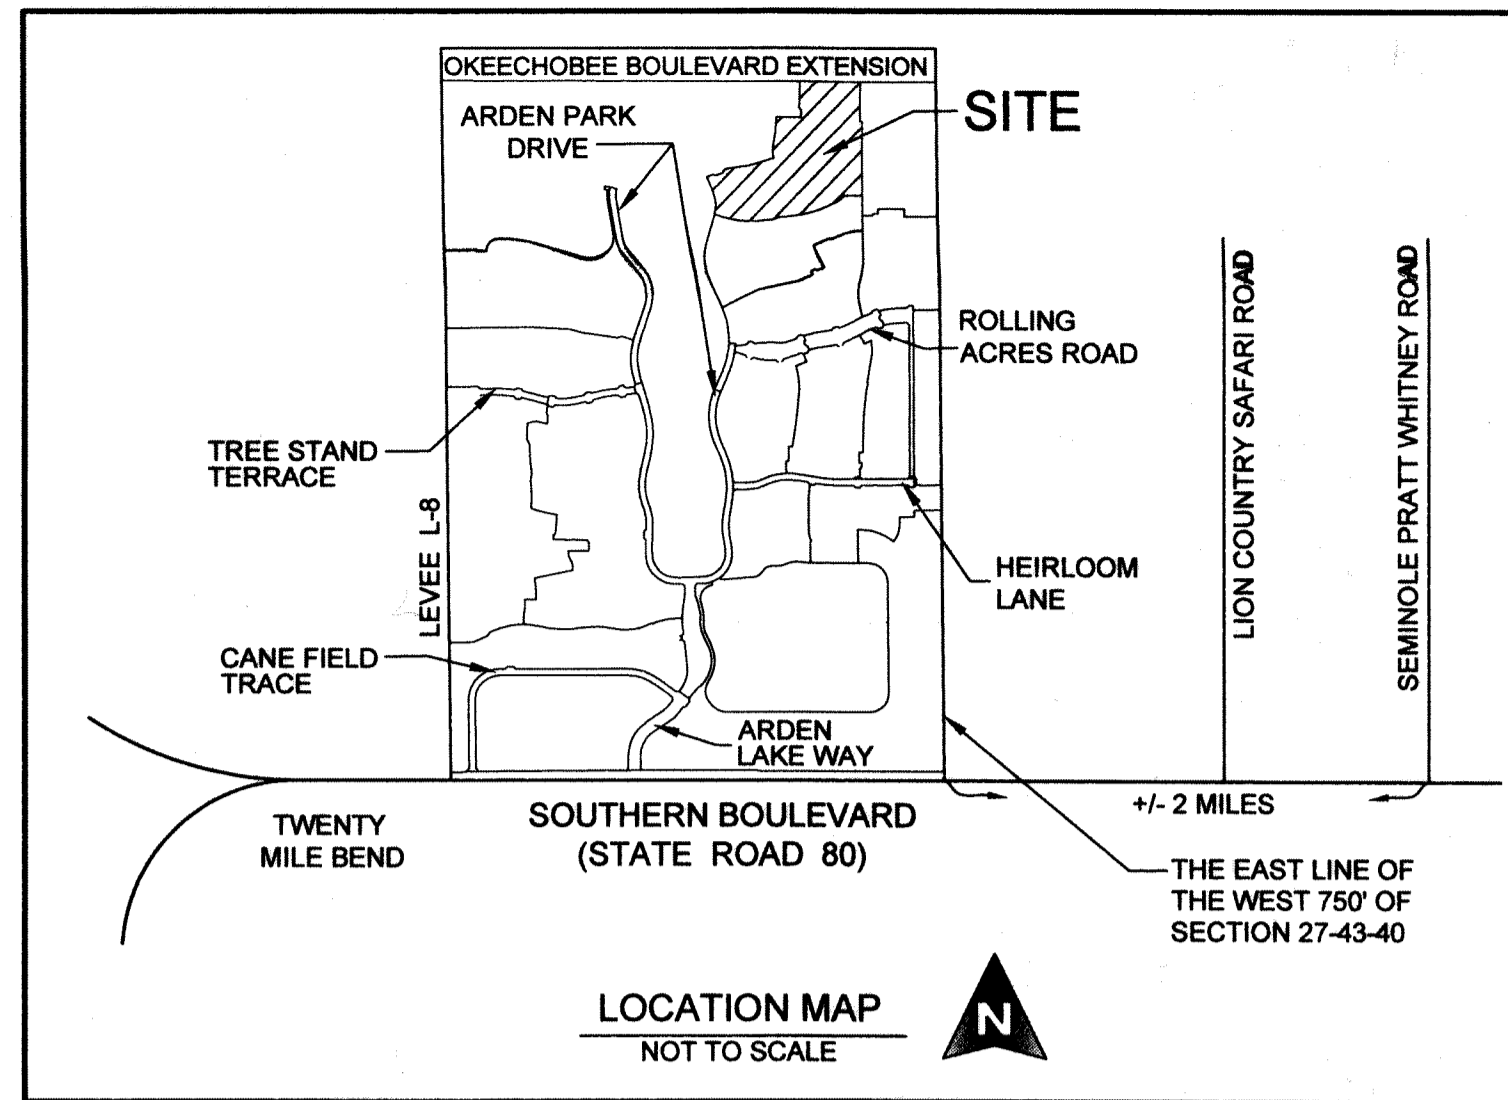 OKEECHOBEE BOULEVARD EXTENSION
ARDEN PARK
DRIVE
SITE
ROLLING
ACRES ROAD
LION COUNTRY SAFARI ROAD
SEMINOLE PRATT WHITNEY ROAD
TREE STAND
TERRACE
LEVEE L-8
HEIRLOOM
LANE
CANE FIELD
TRACE
ARDEN
LAKE WAY
TWENTY
MILE BEND
SOUTHERN BOULEVARD
(STATE ROAD 80)
+/- 2 MILES
THE EAST LINE OF
THE WEST 750' OF
SECTION 27-43-40
LOCATION MAP
NOT TO SCALE
N